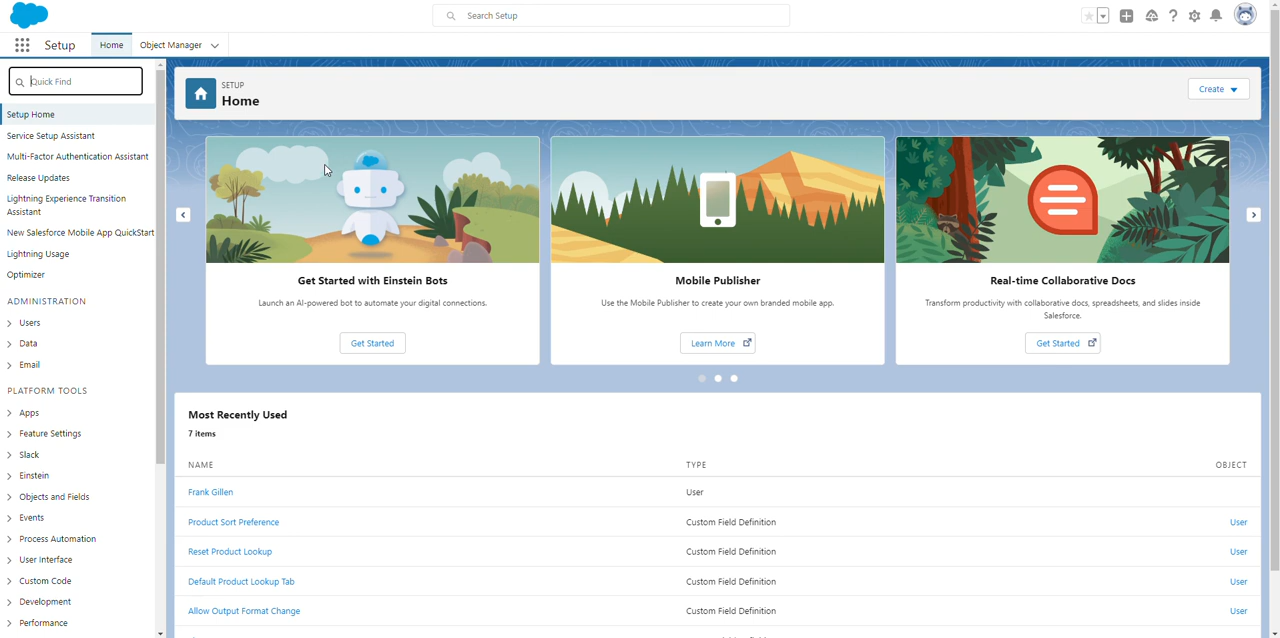 Search Setup
Setup
Home
Object Manager
Quick Find
Setup Home
Service Setup Assistant
Multi-Factor Authentication Assistant
Release Updates
Lightning Experience Transition
Assistant
New Salesforce Mobile App QuickStart
Lightning Usage
Optimizer
ADMINISTRATION
Users
Data
Email
PLATFORM TOOLS
Apps
Feature Settings
Slack
Einstein
Objects and Fields
Events
Process Automation
User Interface
Custom Code
Development
Performance
SETUP
Home
Create
Get Started with Einstein Bots
Launch an AI-powered bot to automate your digital connections.
Get Started
Mobile Publisher
Use the Mobile Publisher to create your own branded mobile app.
Learn More
Real-time Collaborative Docs
Transform productivity with collaborative docs, spreadsheets, and slides inside
Salesforce.
Get Started
Most Recently Used
7 items
NAME TYPE OBJECT
Frank Gillen User
Product Sort Preference Custom Field Definition User
Reset Product Lookup Custom Field Definition User
Default Product Lookup Tab Custom Field Definition User
Allow Output Format Change Custom Field Definition User